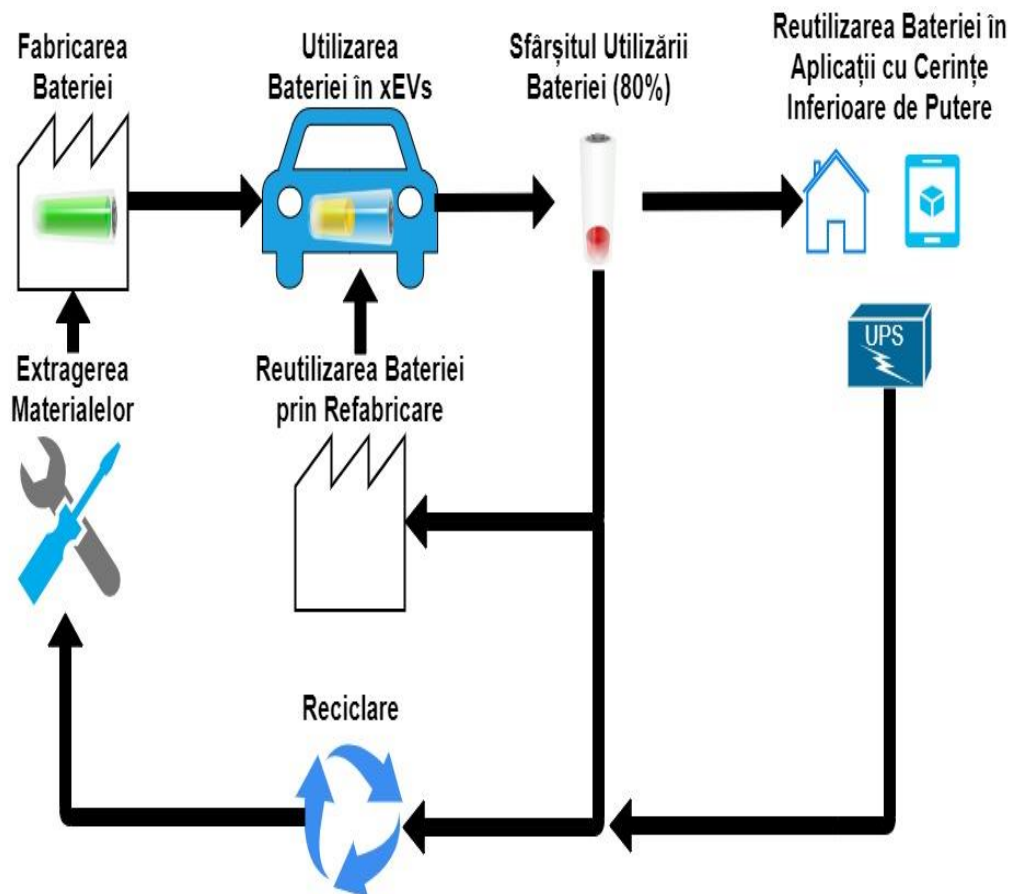 Fabricarea
Bateriei
Utilizarea
Bateriei în xEVs
Sfârșitul Utilizării
Bateriei (80%)
Reutilizarea Bateriei în
Aplicații cu Cerințe
Inferioare de Putere
UPS
Extragerea
Materialelor
Reutilizarea Bateriei
prin Refabricare
Reciclare